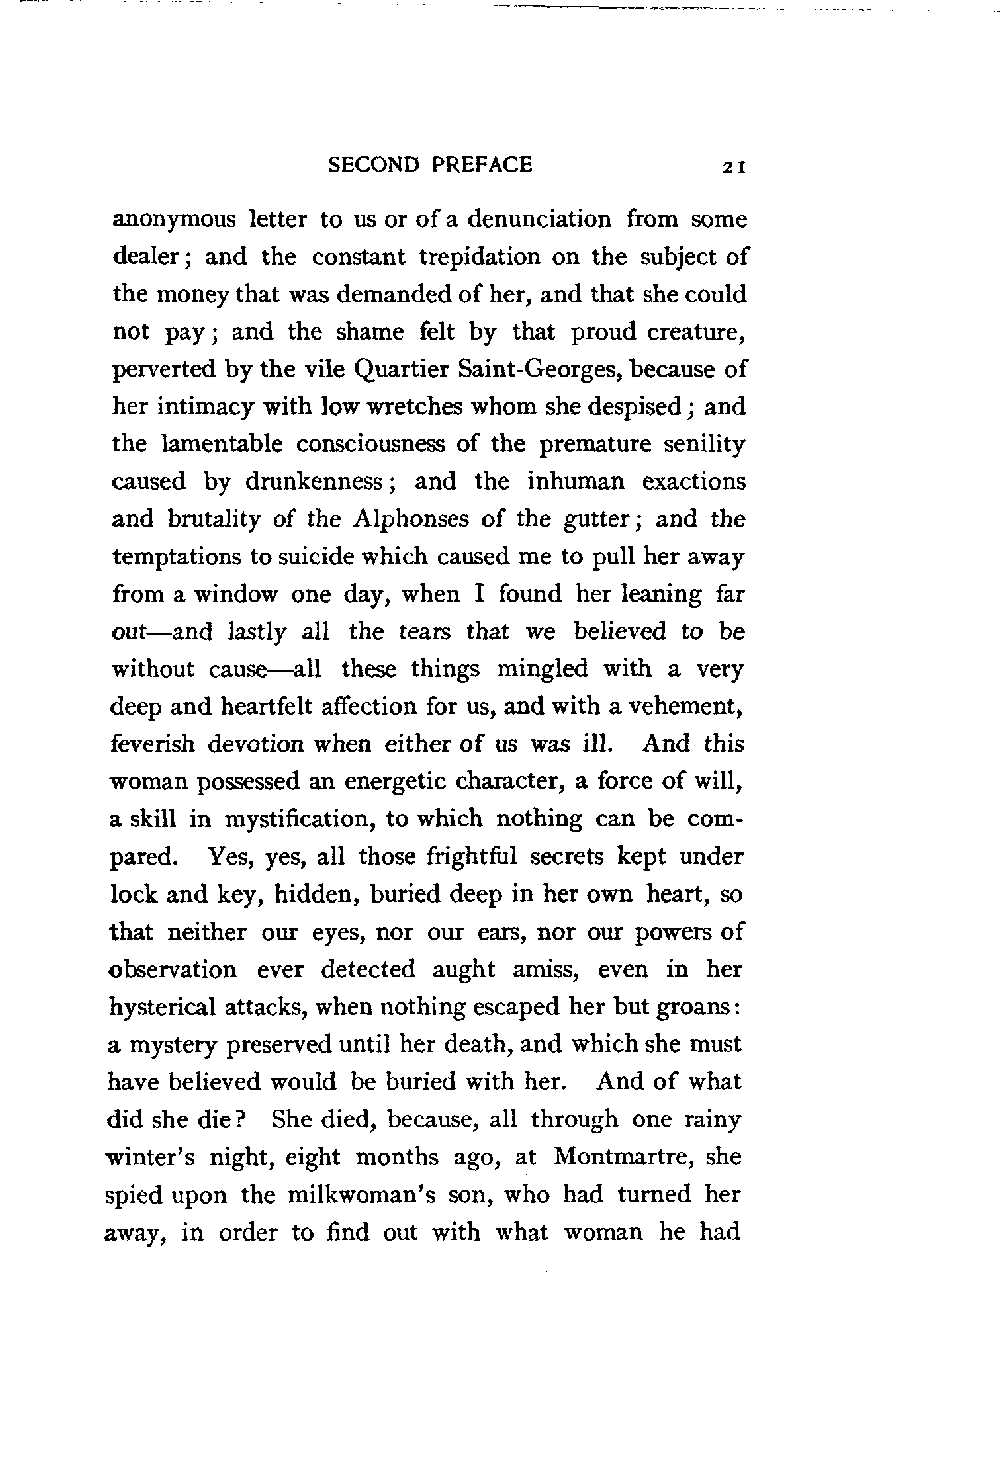 SECOND PREFACE 21
anonymous letter to us or of a denunciation from some
dealer; and the constant trepidation on the subject of
the money that was demanded of her, and that she could
not pay; and the shame felt by that proud creature,
perverted by the vile Quartier Saint-Georges, because of
her intimacy with low wretches whom she despised; and
the lamentable consciousness of the premature senility
caused by drunkenness; and the inhuman exactions
and brutality of the Alphonses of the gutter; and the
temptations to suicide which caused me to pull her away
from a window one day, when I found her leaning far
out—and lastly all the tears that we believed to be
without cause—all these things mingled with a very
deep and heartfelt affection for us, and with a vehement,
feverish devotion when either of us was ill. And this
woman possessed an energetic character, a force of will,
a skill in mystification, to which nothing can be com-
pared. Yes, yes, all those frightful secrets kept under
lock and key, hidden, buried deep in her own heart, so
that neither our eyes, nor our ears, nor our powers of
observation ever detected aught amiss, even in her
hysterical attacks, when nothing escaped her but groans:
a mystery preserved until her death, and which she must
have believed would be buried with her. And of what
did she die? She died, because, all through one rainy
winter's night, eight months ago, at Montmartre, she
spied upon the milkwoman's son, who had turned her
away, in order to find out with what woman he had